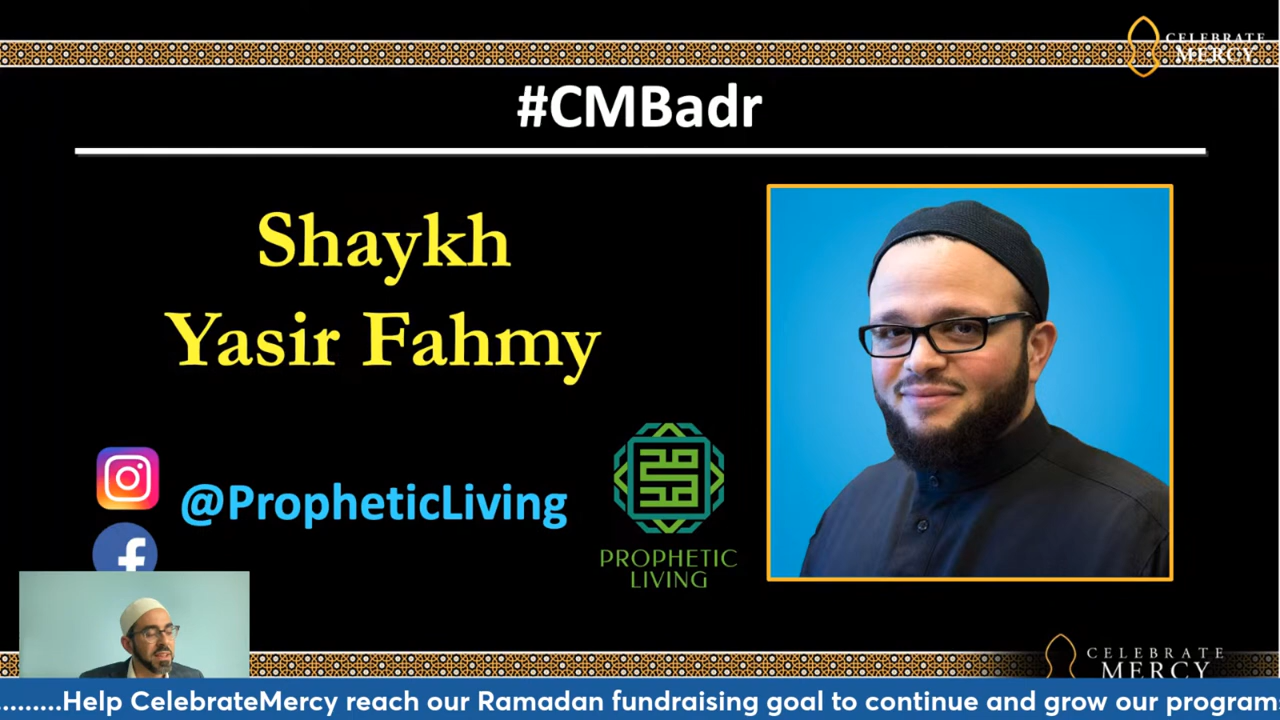 CELEBRATE
MERCY
#CMBadr
Shaykh
Yasir Fahmy
@PropheticLiving
PROPHETIC
LIVING
CELEBRATE
MERCY
.........Help CelebrateMercy reach our Ramadan fundraising goal to continue and grow our program